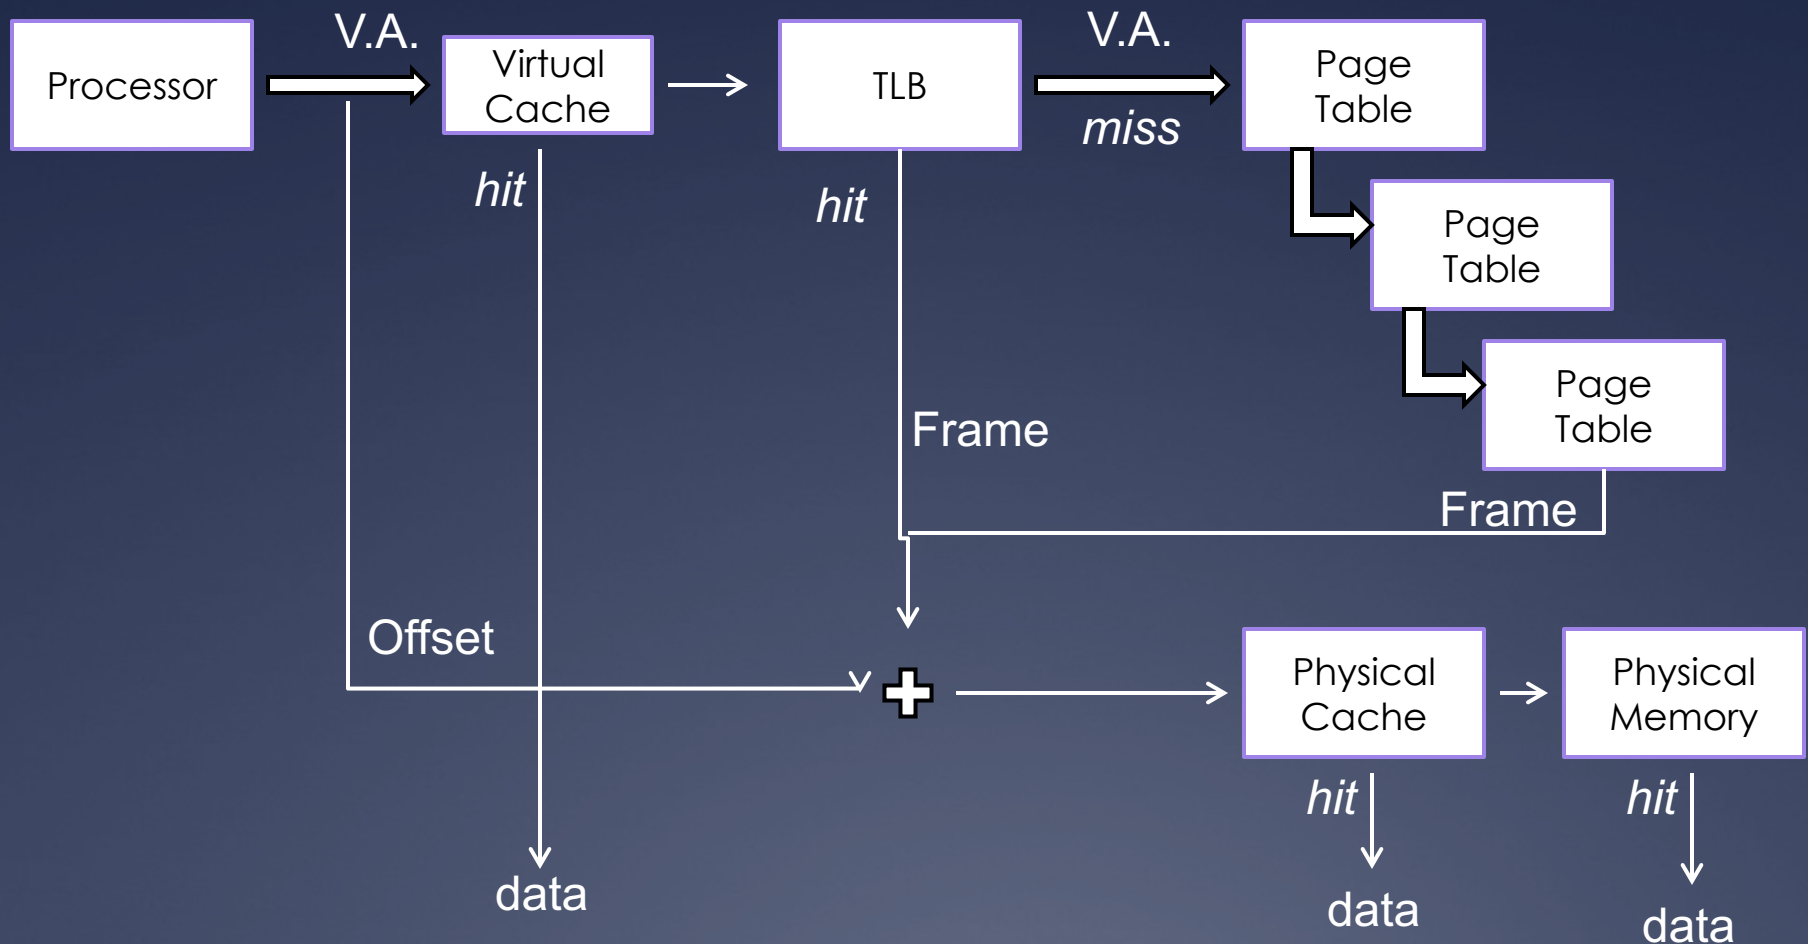 Processor
V.A.
Virtual
Cache
TLB
V.A.
miss
Page
Table
hit
hit
Page
Table
Page
Table
Frame
Frame
Offset
Physical
Cache
Physical
Memory
hit
hit
data
data
data